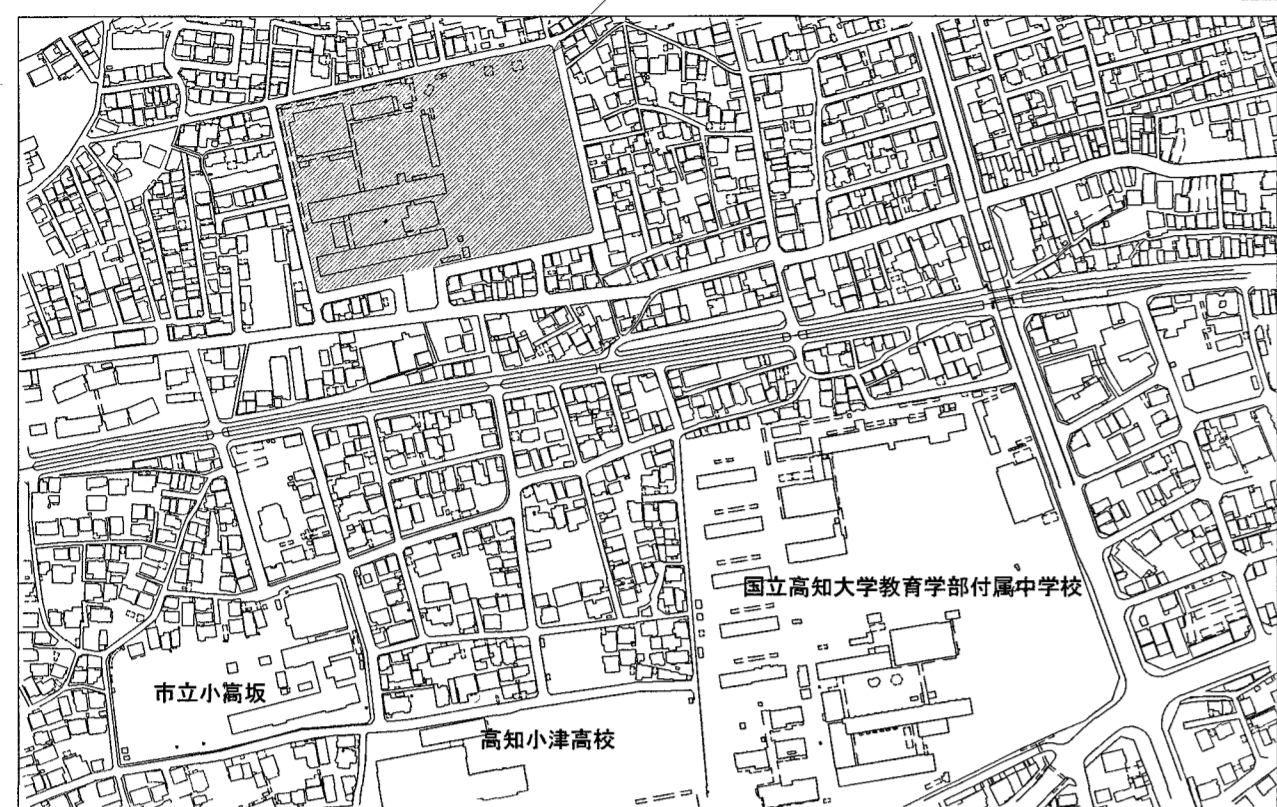 国立高知大学教育学部付属中学校
市立小高坂
高知小津高校